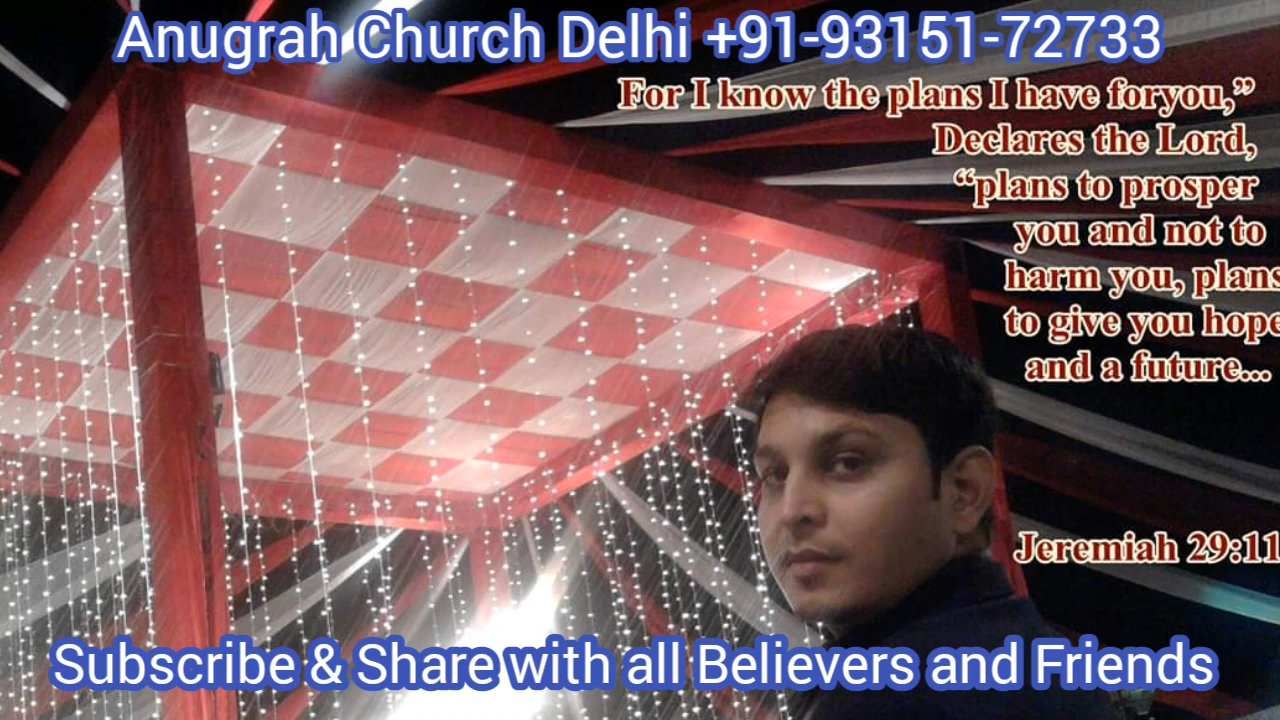 Anugrah Church Delhi +91-93151-72733
For I know the plans I have foryou,”
Declares the Lord,
“plans to prosper
you and not to
harm you, plans
to give you hope
and a future...
Jeremiah 29:11
Subscribe & Share with all Believers and Friends